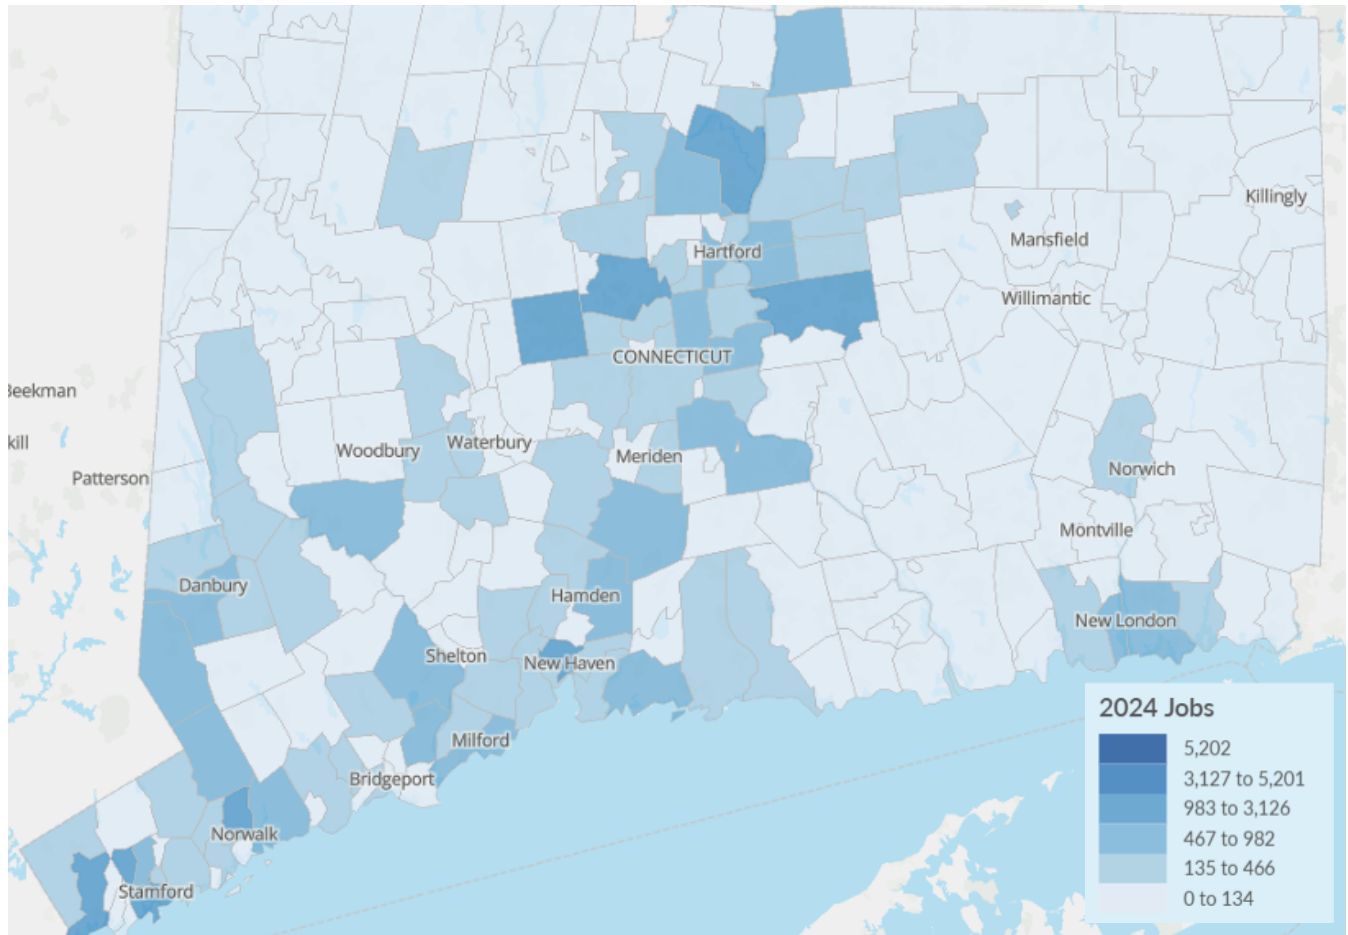 Killingly
Mansfield
Hartford
Willimantic
CONNECTICUT
Beekman
kill
Woodbury
Waterbury
Meriden
Norwich
Patterson
Montville
Danbury
Hamden
New London
Shelton
New Haven
Milford
Bridgeport
Norwalk
Stamford
2024 Jobs
5,202
3,127 to 5,201
983 to 3,126
467 to 982
135 to 466
0 to 134